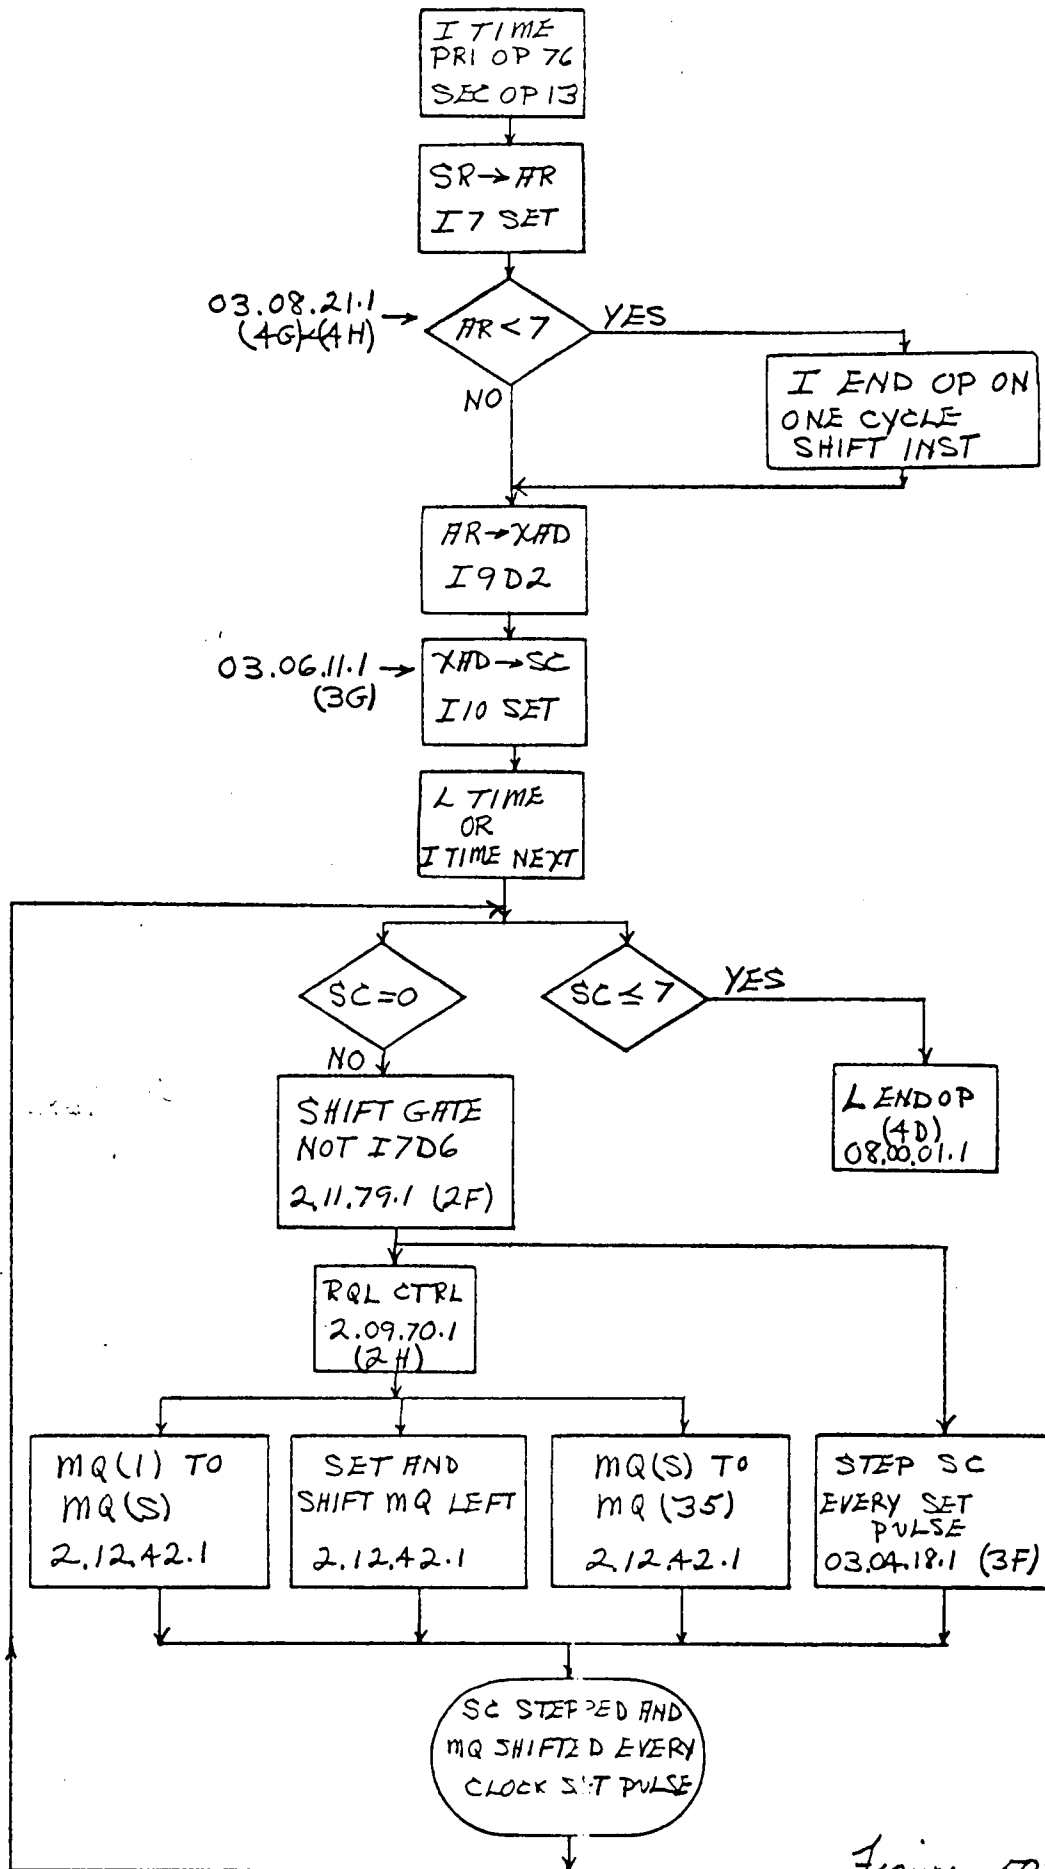 I TIME
PRI OP 76
SEC OP 13
SR→AR
I7 SET
03.08.21.1 →
(4G)(4H)
AR < 7
YES
NO
I END OP ON
ONE CYCLE
SHIFT INST
AR→XAD
I9D2
03.06.11.1 →
(3G)
XAD→SC
I10 SET
L TIME
OR
I TIME NEXT
SC=0
SC ≤ 7
YES
NO
SHIFT GATE
NOT I7D6
2.11.79.1 (2F)
L END OP
(4D)
08.00.01.1
RQL CTRL
2.09.70.1
(2H)
MQ(1) TO
MQ(S)
2.12.42.1
SET AND
SHIFT MQ LEFT
2.12.42.1
MQ(S) TO
MQ(35)
2.12.42.1
STEP SC
EVERY SET
PULSE
03.04.18.1 (3F)
SC STEPPED AND
MQ SHIFTED EVERY
CLOCK SET PULSE
Figure